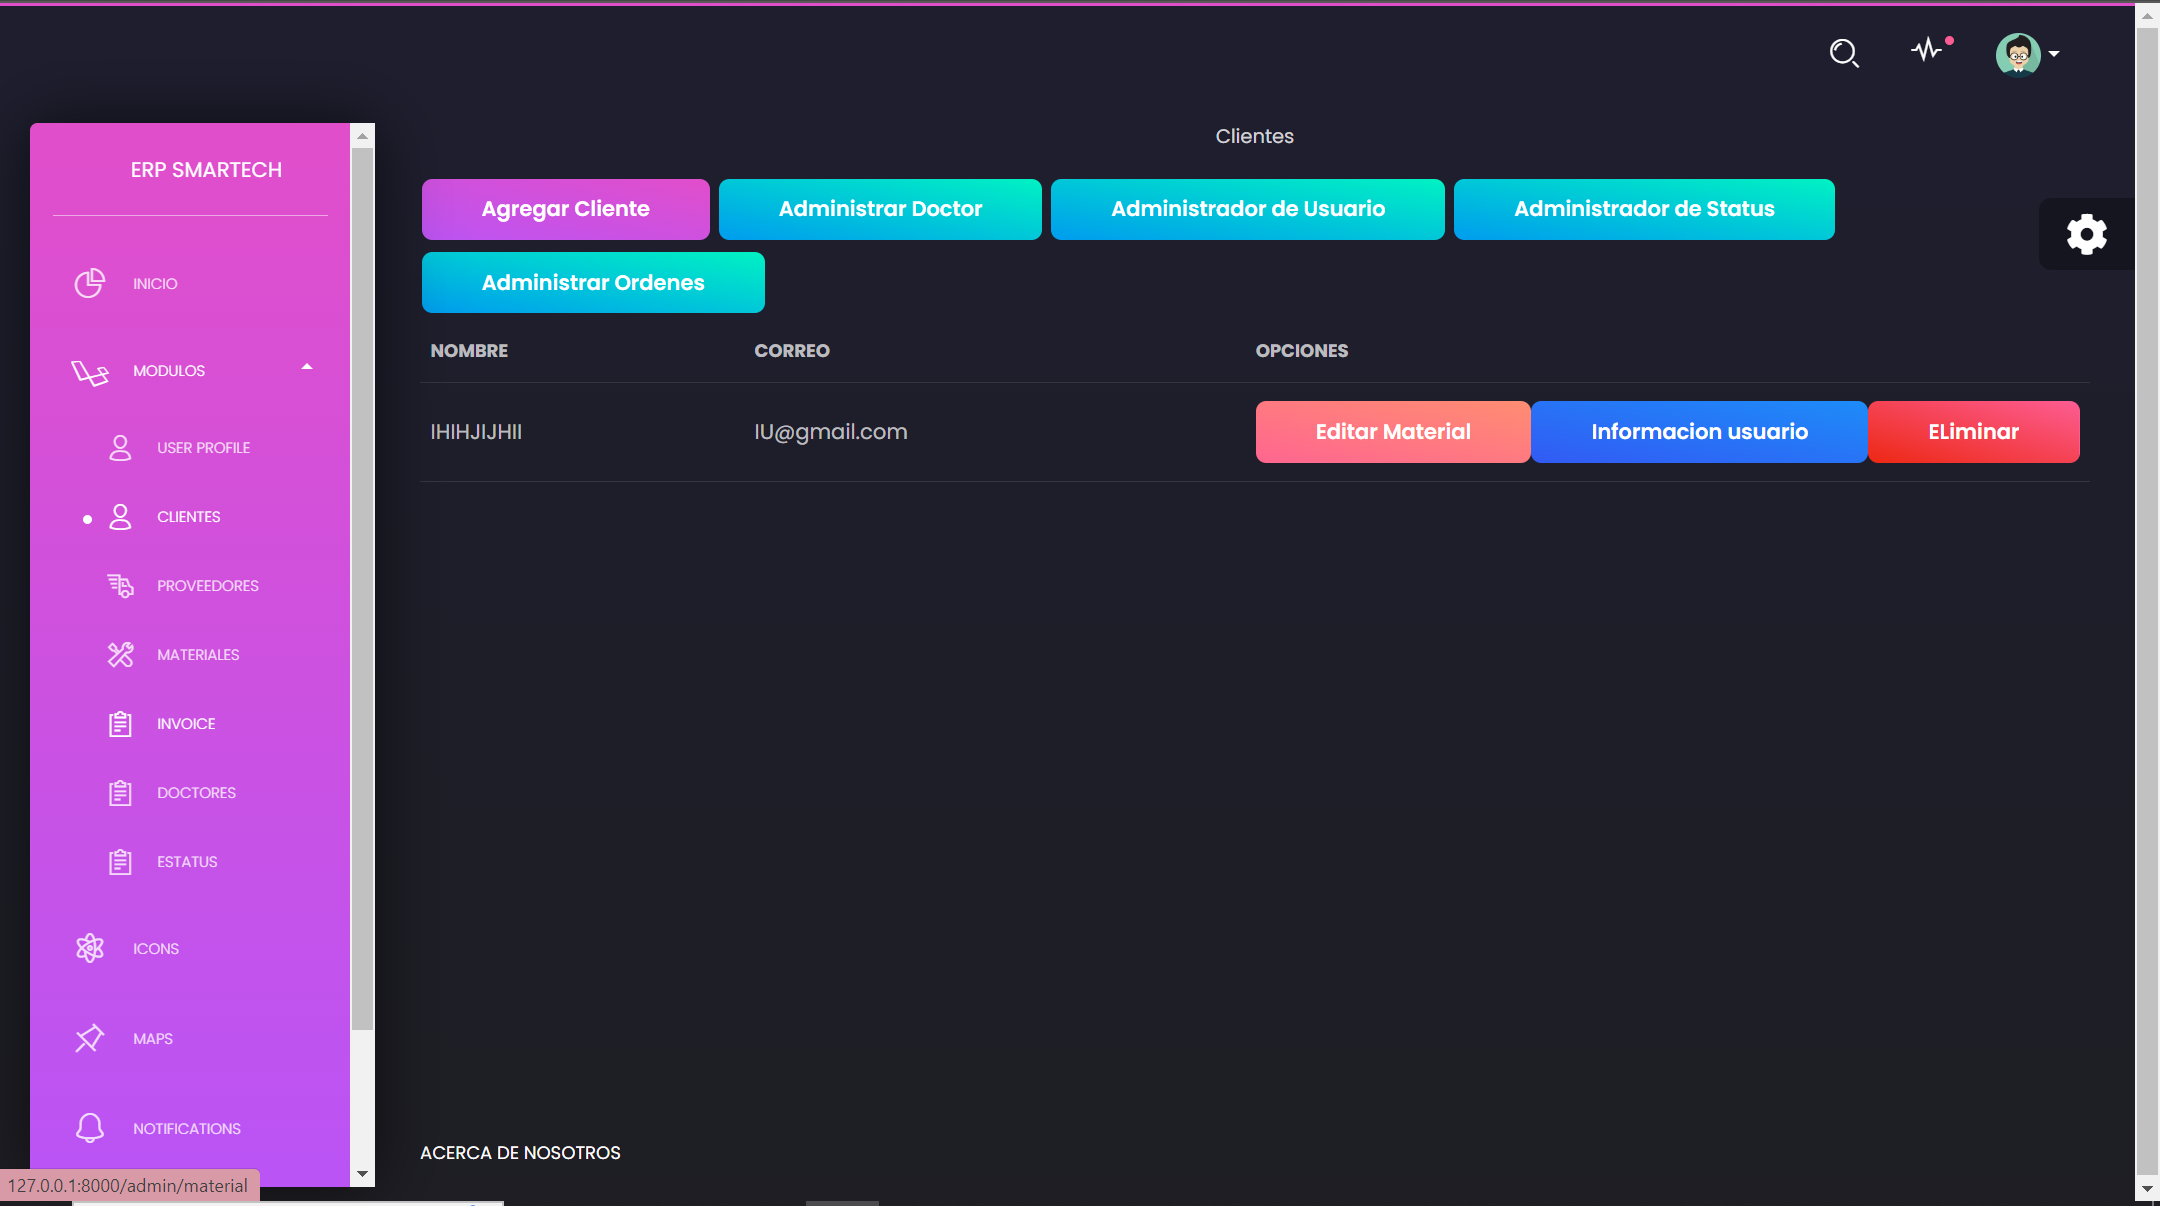 ERP SMARTECH
INICIO
MODULOS
USER PROFILE
CLIENTES
PROVEEDORES
MATERIALES
INVOICE
DOCTORES
ESTATUS
ICONS
MAPS
NOTIFICATIONS
Clientes
Agregar Cliente Administrar Doctor Administrador de Usuario Administrador de Status
Administrar Ordenes
NOMBRE CORREO OPCIONES
IHIHJIJHII IU@gmail.com Editar Material Informacion usuario ELiminar
ACERCA DE NOSOTROS
127.0.0.1:8000/admin/material